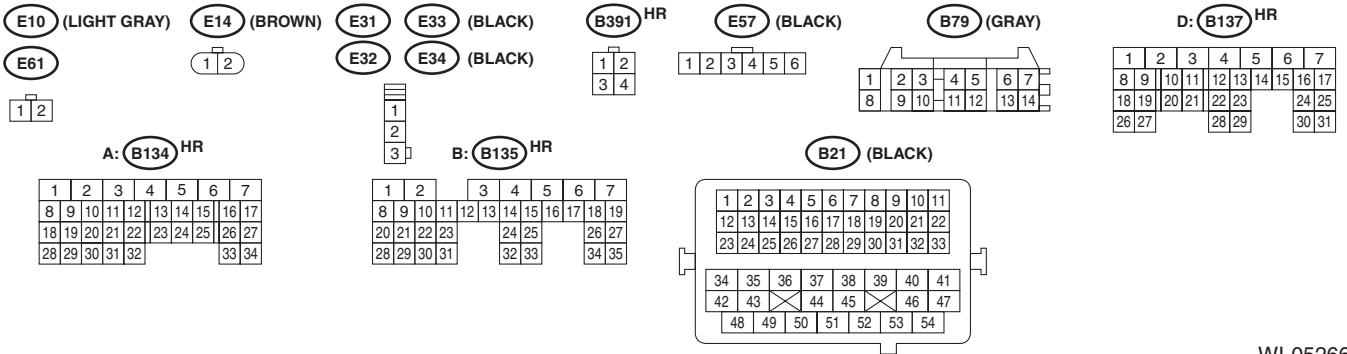 E10 (LIGHT GRAY) E14 (BROWN) E31 E33 (BLACK) B391 HR E57 (BLACK) B79 (GRAY) D: B137 HR
E61 E32 E34 (BLACK)
1 2
1 2
1
2
3
1 2
3 4
1 2 3 4 5 6
1 2 3 4 5 6 7
8 9 10 11 12 13 14
1 2 3 4 5 6 7
8 9 10 11 12 13 14 15 16 17
18 19 20 21 22 23 24 25
26 27 28 29 30 31
A: B134 HR
1 2 3 4 5 6 7
8 9 10 11 12 13 14 15 16 17
18 19 20 21 22 23 24 25 26 27
28 29 30 31 32 33 34
B: B135 HR
1 2 3 4 5 6 7
8 9 10 11 12 13 14 15 16 17 18 19
20 21 22 23 24 25 26 27
28 29 30 31 32 33 34 35
B21 (BLACK)
1 2 3 4 5 6 7 8 9 10 11
12 13 14 15 16 17 18 19 20 21 22
23 24 25 26 27 28 29 30 31 32 33
34 35 36 37 38 39 40 41
42 43 44 45 46 47
48 49 50 51 52 53 54
WI-05266